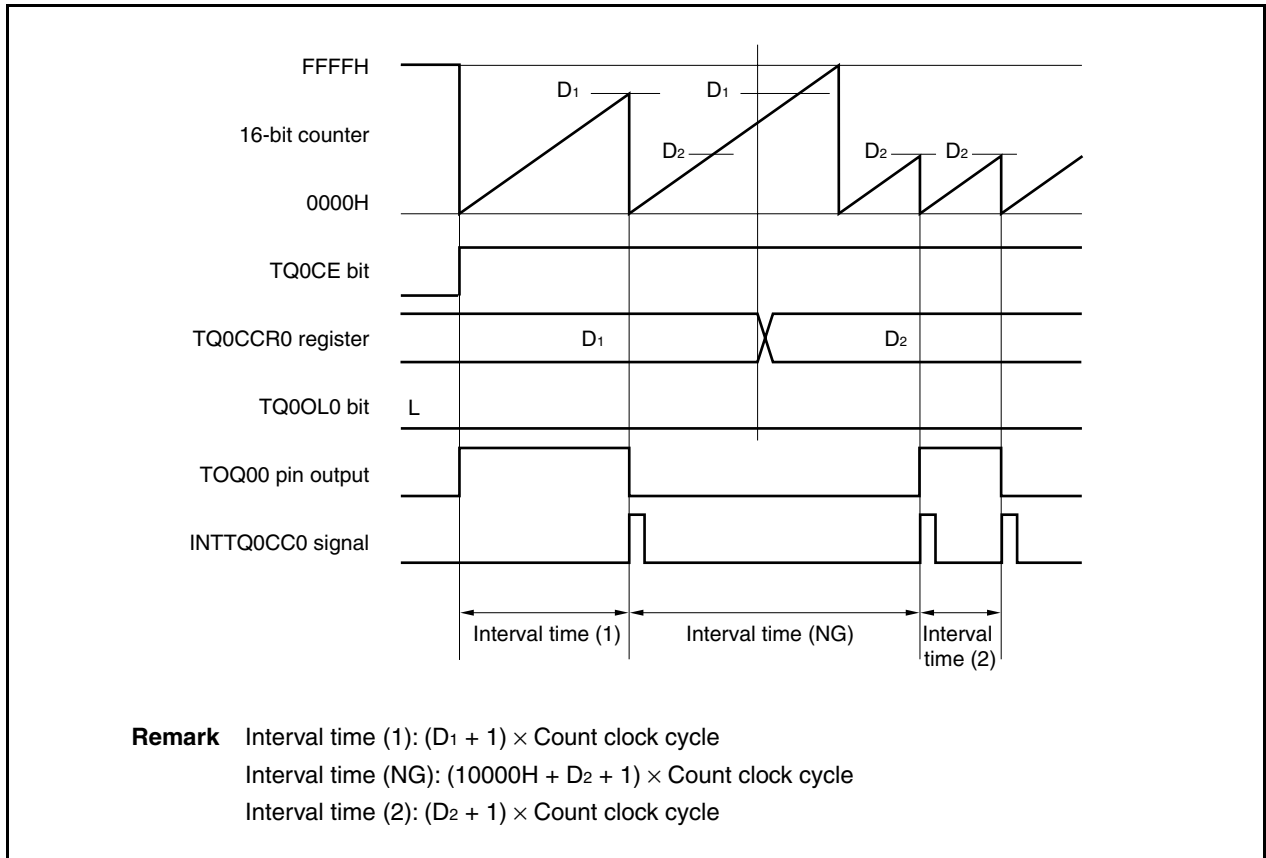 FFFFH
D1
D1
16-bit counter
D2
D2
D2
0000H
TQ0CE bit
TQ0CCR0 register
D1
D2
TQ0OL0 bit
L
TOQ00 pin output
INTTQ0CC0 signal
Interval time (1)
Interval time (NG)
Interval
time (2)
Remark Interval time (1): (D1 + 1) × Count clock cycle
Interval time (NG): (10000H + D2 + 1) × Count clock cycle
Interval time (2): (D2 + 1) × Count clock cycle